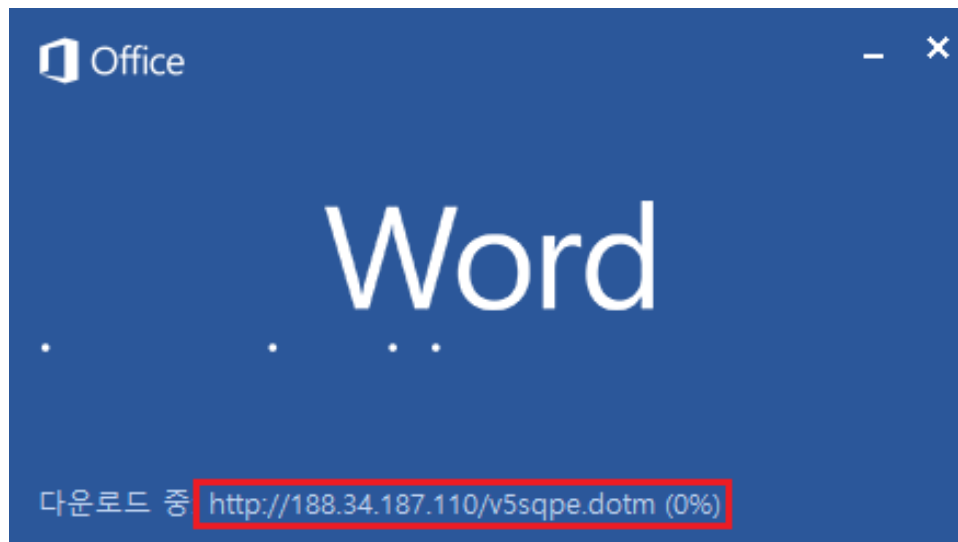 Office
Word
다운로드 중 http://188.34.187.110/v5sqpe.dotm (0%)